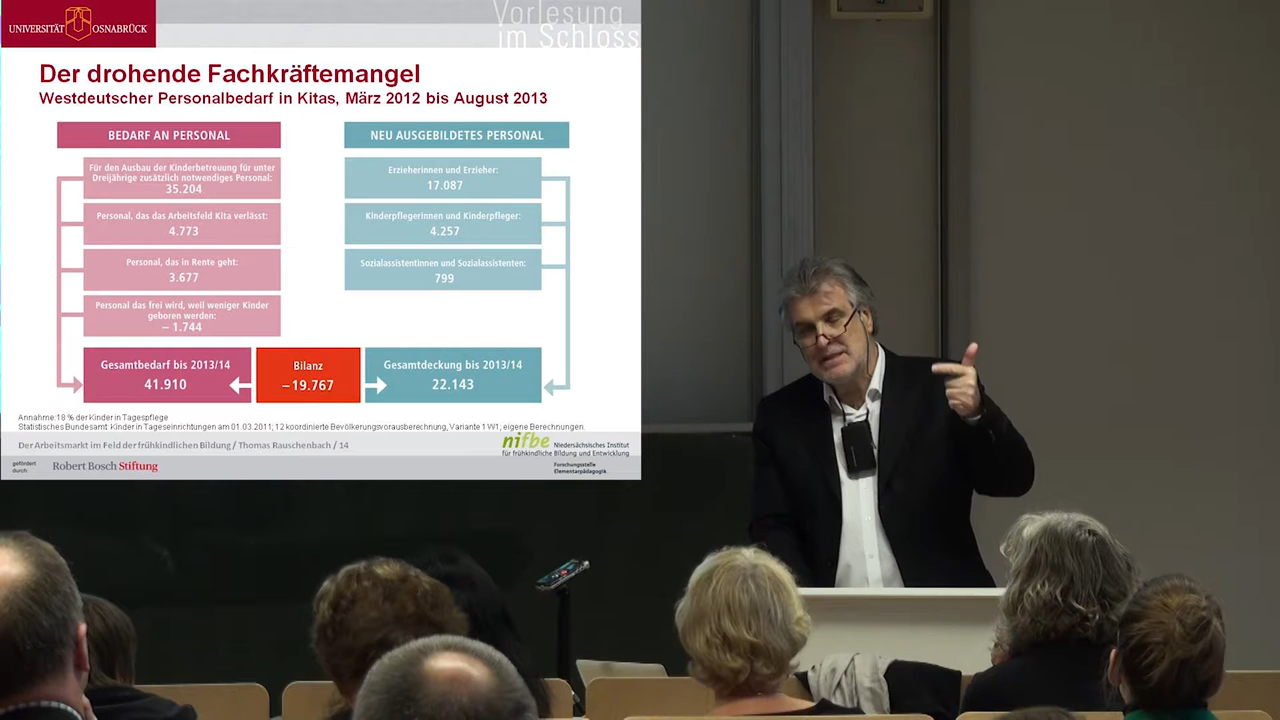 UNIVERSITÄT OSNABRÜCK
Vorlesung
im Schloss
Der drohende Fachkräftemangel
Westdeutscher Personalbedarf in Kitas, März 2012 bis August 2013
BEDARF AN PERSONAL
Für den Ausbau der Kinderbetreuung für unter
Dreijährige zusätzlich notwendiges Personal:
35.204
Personal, das das Arbeitsfeld Kita verlässt:
4.773
Personal, das in Rente geht:
3.677
Personal das frei wird, weil weniger Kinder
geboren werden:
– 1.744
NEU AUSGEBILDETES PERSONAL
Erzieherinnen und Erzieher:
17.087
Kinderpflegerinnen und Kinderpfleger:
4.257
Sozialassistentinnen und Sozialassistenten:
799
Gesamtbedarf bis 2013/14
41.910
Bilanz
–19.767
Gesamtdeckung bis 2013/14
22.143
Annahme: 18 % der Kinder in Tagespflege
Statistisches Bundesamt: Kinder in Tageseinrichtungen am 01.03.2011; 12 koordinierte Bevölkerungsvorausberechnung, Variante 1W1; eigene Berechnungen.
Der Arbeitsmarkt im Feld der frühkindlichen Bildung / Thomas Rauschenbach / 14
nifbe Niedersächsisches Institut
für frühkindliche Bildung und Entwicklung
Forschungsstelle
Elementarpädagogik
gefördert
durch:
Robert Bosch Stiftung